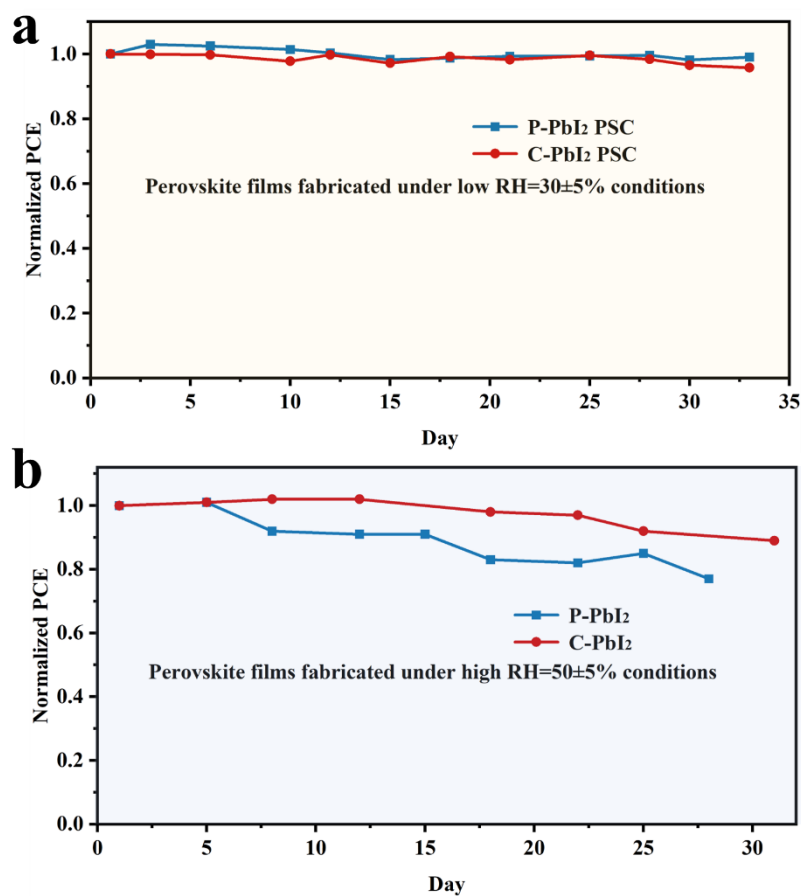 a
Normalized PCE
1.0
0.8
0.6
0.4
0.2
0.0
P-PbI₂ PSC
C-PbI₂ PSC
Perovskite films fabricated under low RH=30±5% conditions
0 5 10 15 20 25 30 35
Day
b
Normalized PCE
1.0
0.8
0.6
0.4
0.2
0.0
P-PbI₂
C-PbI₂
Perovskite films fabricated under high RH=50±5% conditions
0 5 10 15 20 25 30
Day